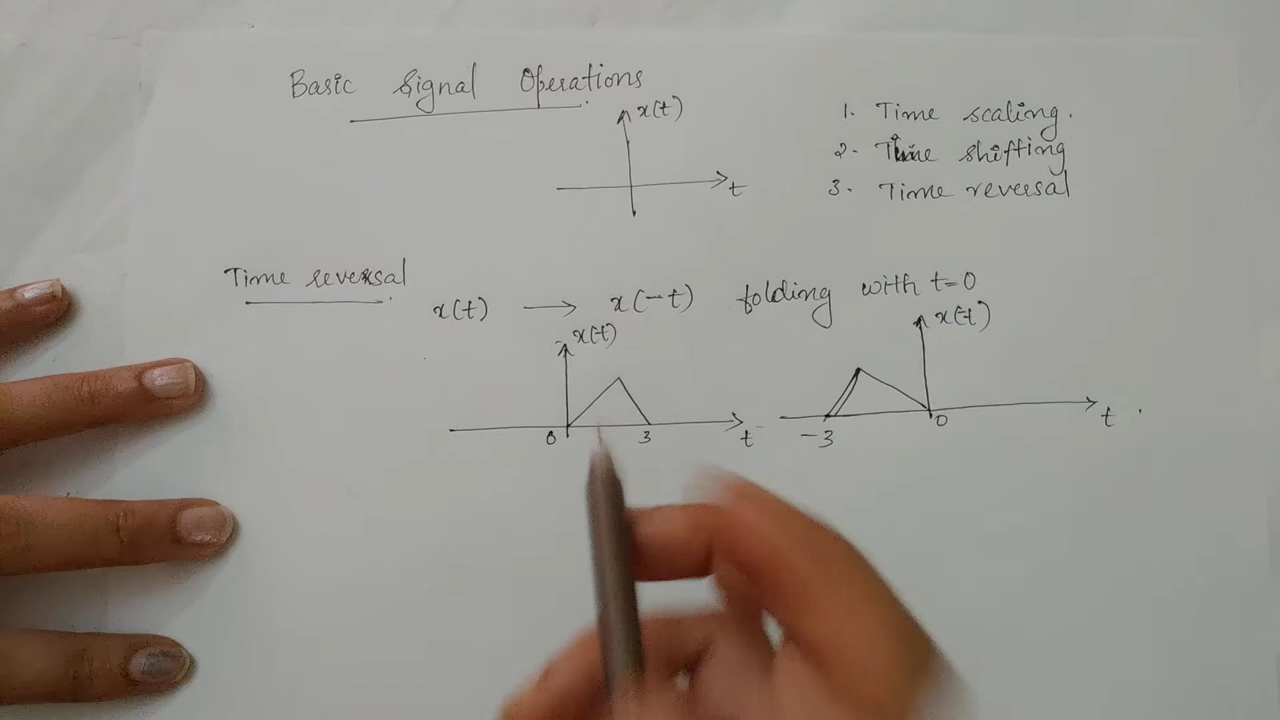 Basic Signal Operations
x(t)
t
1. Time scaling.
2. Time shifting
3. Time reversal
Time reversal
x(t) → x(-t) folding with t=0
x(t)
0 3 t
x(-t)
-3 0 t